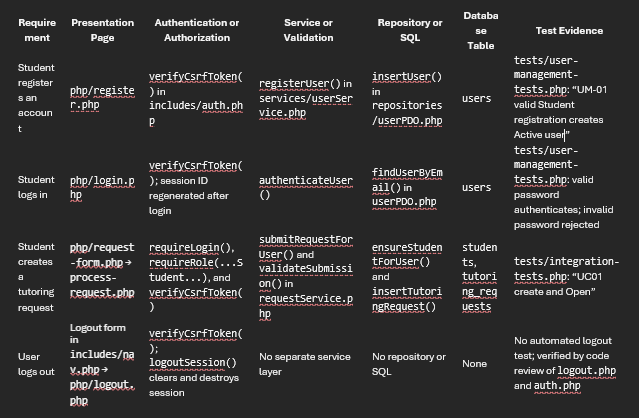 Require
ment
Presentation
Page
Authentication or
Authorization
Service or
Validation
Repository or
SQL
Databa
se
Table
Test Evidence
Student
register
s an
accoun
t
php/registe
r.php
verifyCsrfToken(
) in
includes/auth.ph
p
registerUser() in
services/userSer
vice.php
insertUser()
in
repositories
/userPDO.php
users
tests/user-
management-
tests.php: “UM-01
valid Student
registration creates
Active user”
Student
logs in
php/login.p
hp
verifyCsrfToken(
); session ID
regenerated after
login
authenticateUser
()
findUserByEm
ail() in
userPDO.php
users
tests/user-
management-
tests.php: valid
password
authenticates; invalid
password rejected
Student
creates
a
tutoring
request
php/request
-form.php →
process-
request.php
requireLogin(),
requireRole(...S
tudent...), and
verifyCsrfToken(
)
submitRequestFor
User() and
validateSubmissi
on() in
requestService.p
hp
ensureStuden
tForUser()
and
insertTutori
ngRequest()
studen
ts,
tutori
ng_req
uests
tests/integration-
tests.php: “UC01
create and Open”
User
logs out
Logout form
in
includes/na
v.php →
php/logout.
php
verifyCsrfToken(
);
logoutSession()
clears and destroys
session
No separate service
layer
No repository or
SQL
None
No automated logout
test; verified by code
review of logout.php
and auth.php